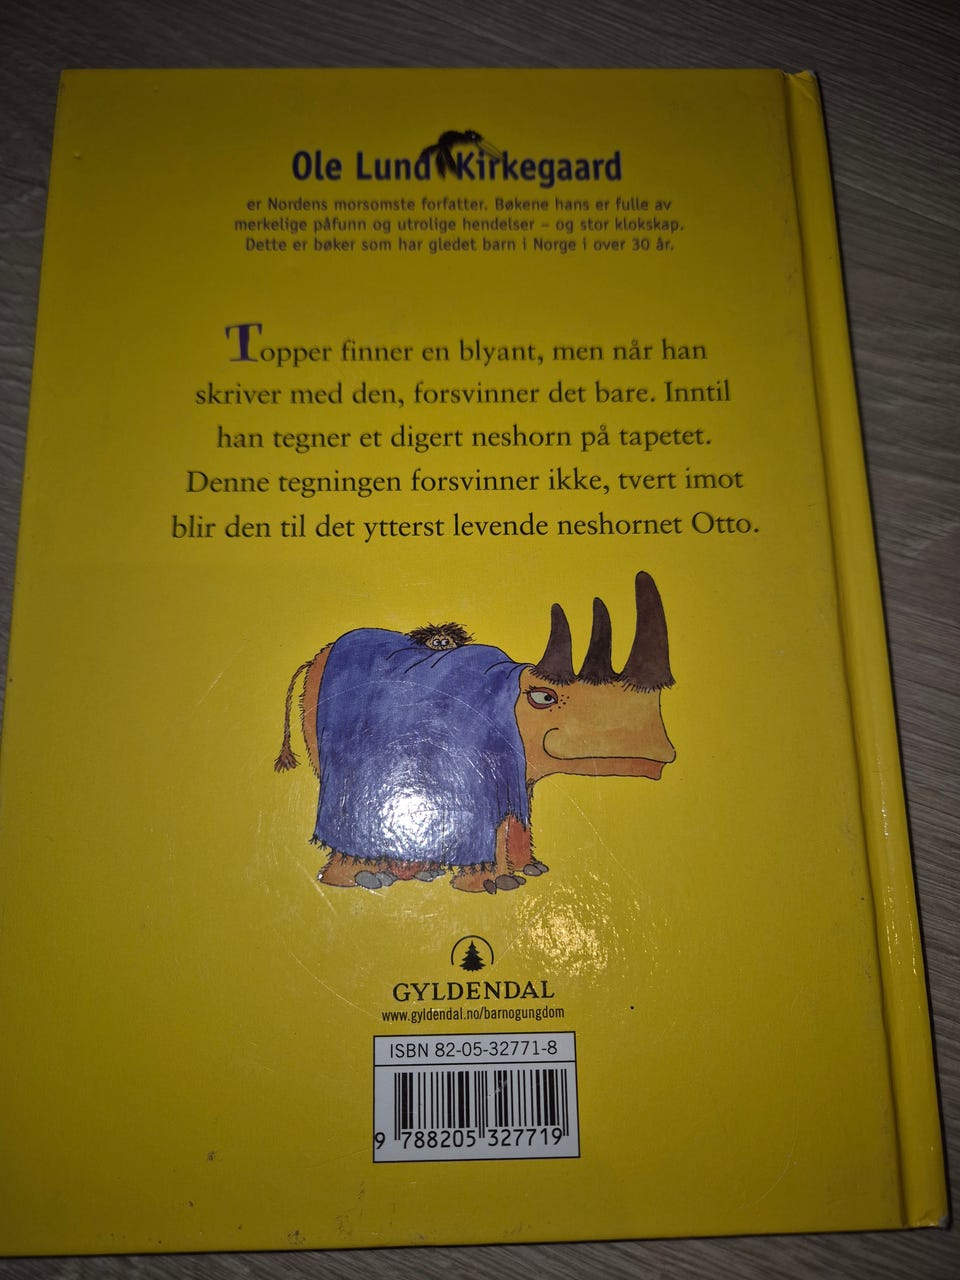 Ole Lund Kirkegaard
er Nordens morsomste forfatter. Bøkene hans er fulle av
merkelige påfunn og utrolige hendelser – og stor klokskap.
Dette er bøker som har gledet barn i Norge i over 30 år.
Topper finner en blyant, men når han
skriver med den, forsvinner det bare. Inntil
han tegner et digert neshorn på tapetet.
Denne tegningen forsvinner ikke, tvert imot
blir den til det ytterst levende neshornet Otto.
GYLDENDAL
www.gyldendal.no/barnogungdom
ISBN 82-05-32771-8
9 788205 327719